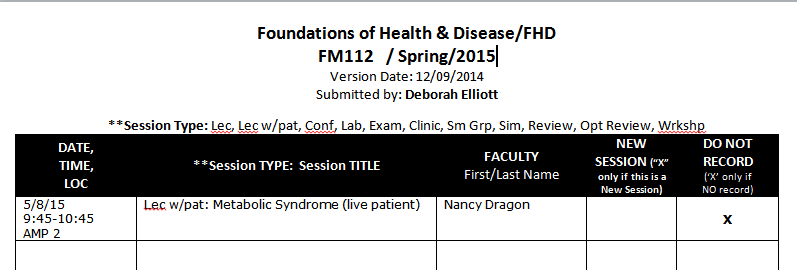 Foundations of Health & Disease/FHD
FM112 / Spring/2015
Version Date: 12/09/2014
Submitted by: Deborah Elliott
**Session Type: Lec, Lec w/pat, Conf, Lab, Exam, Clinic, Sm Grp, Sim, Review, Opt Review, Wrkshp
DATE,
TIME,
LOC
**Session TYPE: Session TITLE
FACULTY
First/Last Name
NEW
SESSION ("X"
only if this is a
New Session)
DO NOT
RECORD
('X' only if
NO record)
5/8/15
9:45-10:45
AMP 2
Lec w/pat: Metabolic Syndrome (live patient)
Nancy Dragon
X